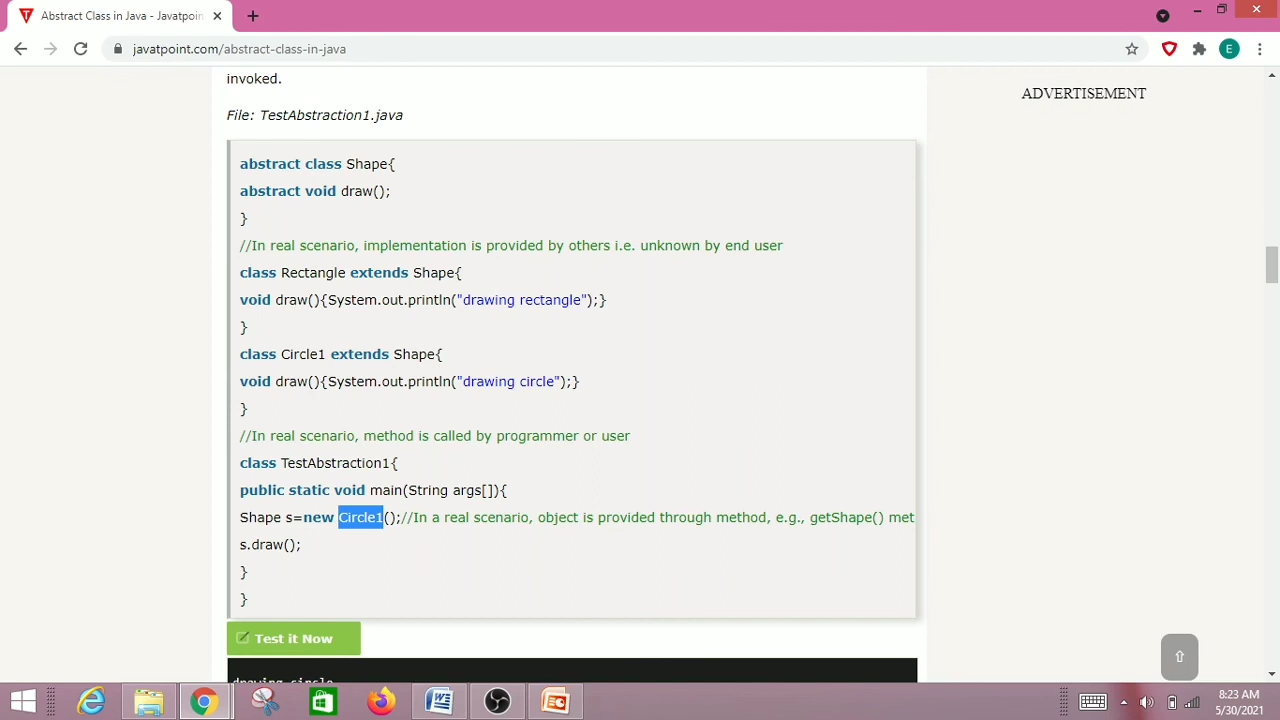 Abstract Class in Java - Javatpoin
javatpoint.com/abstract-class-in-java
E
invoked.
ADVERTISEMENT
File: TestAbstraction1.java
abstract class Shape{
abstract void draw();
}
//In real scenario, implementation is provided by others i.e. unknown by end user
class Rectangle extends Shape{
void draw(){System.out.println("drawing rectangle");}
}
class Circle1 extends Shape{
void draw(){System.out.println("drawing circle");}
}
//In real scenario, method is called by programmer or user
class TestAbstraction1{
public static void main(String args[]){
Shape s=new Circle1();//In a real scenario, object is provided through method, e.g., getShape() met
s.draw();
}
}
Test it Now
drawing circle
8:23 AM
5/30/2021